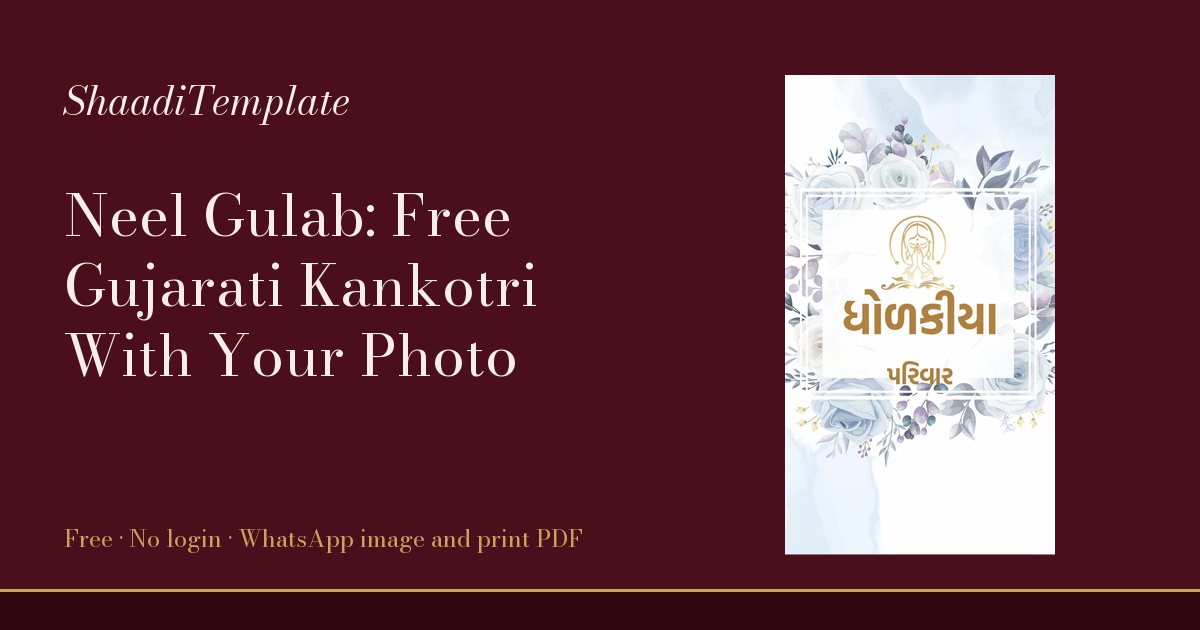 ShaadiTemplate
Neel Gulab: Free
Gujarati Kankotri
With Your Photo
Free · No login · WhatsApp image and print PDF
ધોળકીયા
પરિવાર